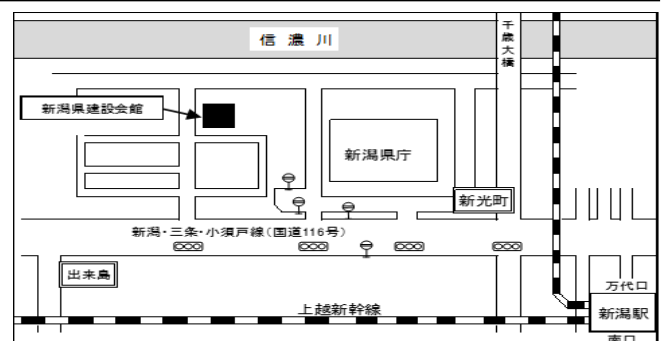 信濃川
千歳大橋
新潟県建設会館
新潟県庁
新光町
新潟・三条・小須戸線(国道116号)
出来島
万代口
上越新幹線
新潟駅
南口